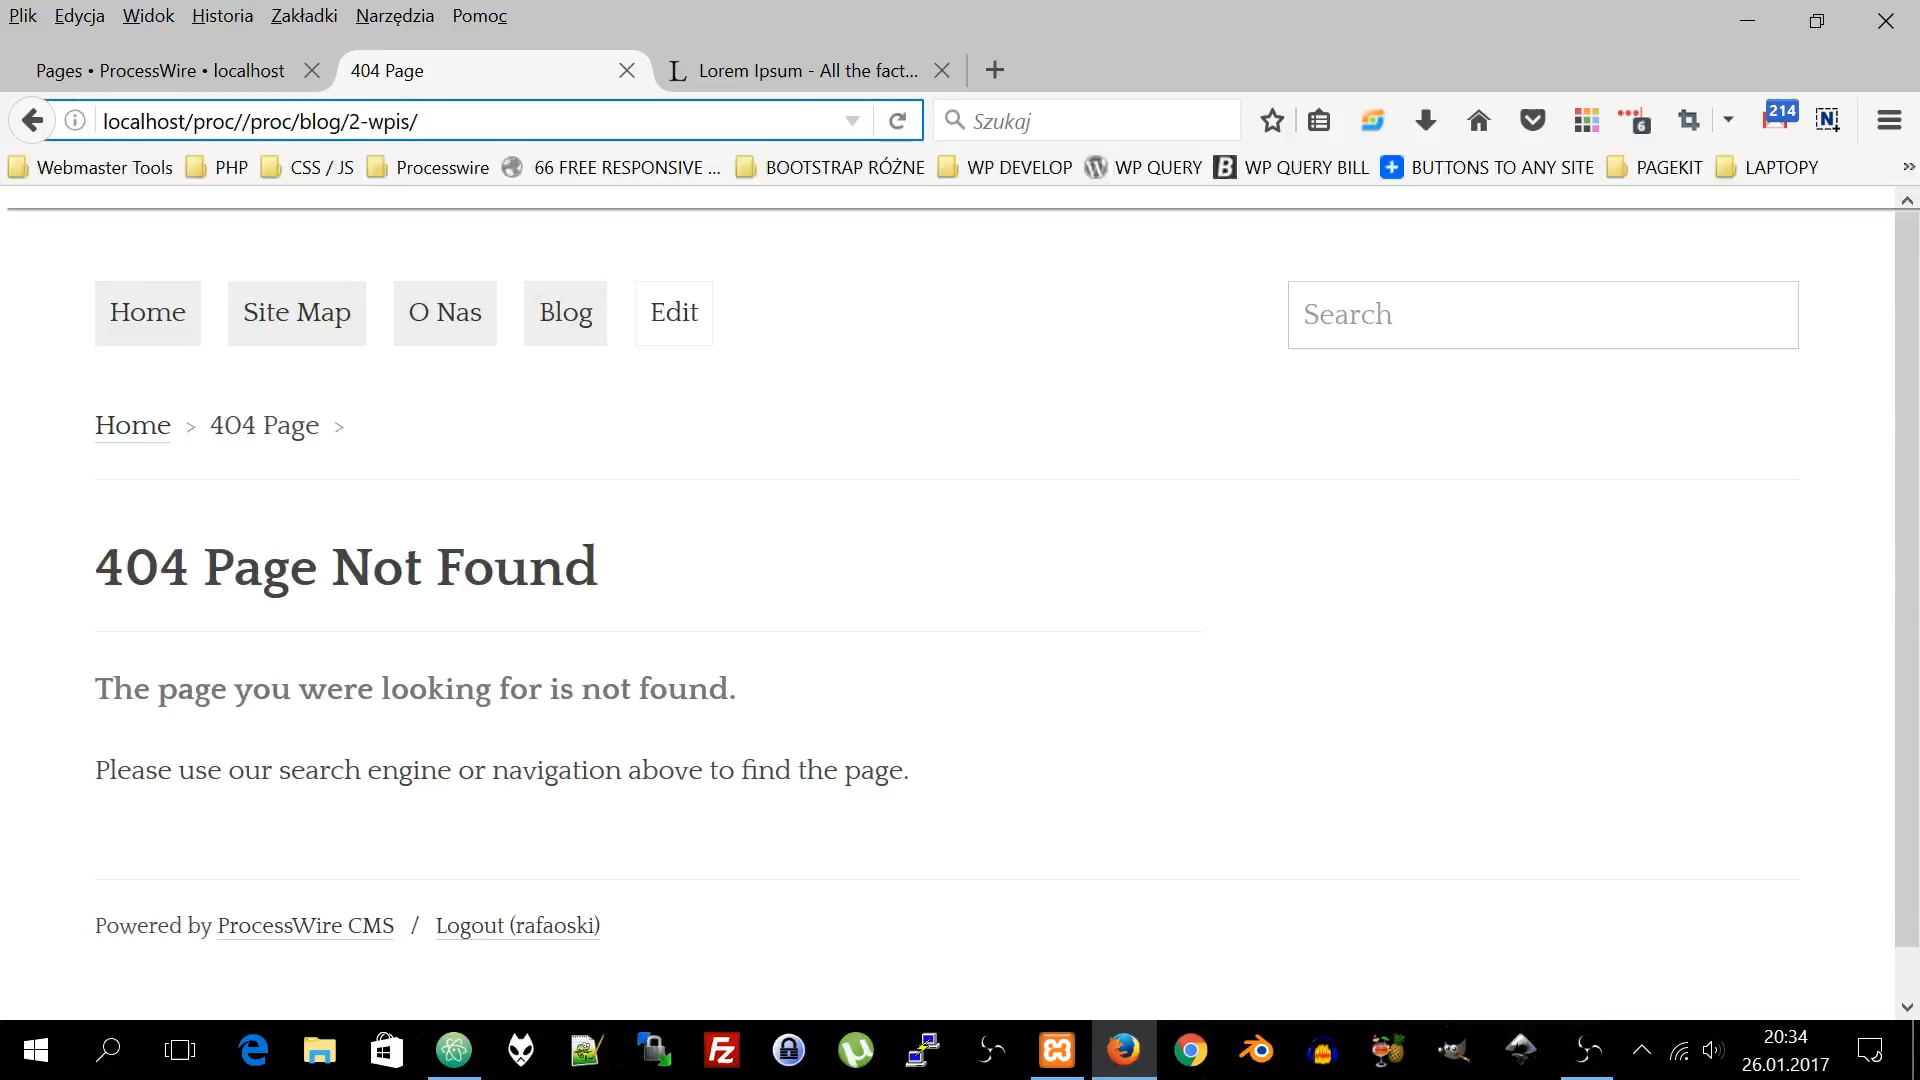 Plik Edycja Widok Historia Zakładki Narzędzia Pomoc
Pages • ProcessWire • localhost
404 Page
L Lorem Ipsum - All the fact...
localhost/proc//proc/blog/2-wpis/
Szukaj
6
214
N
Webmaster Tools PHP CSS / JS Processwire 66 FREE RESPONSIVE ... BOOTSTRAP RÓŻNE WP DEVELOP WP QUERY B WP QUERY BILL BUTTONS TO ANY SITE PAGEKIT LAPTOPY »
Home Site Map O Nas Blog Edit
Search
Home > 404 Page >
404 Page Not Found
The page you were looking for is not found.
Please use our search engine or navigation above to find the page.
Powered by ProcessWire CMS / Logout (rafaoski)
20:34
26.01.2017